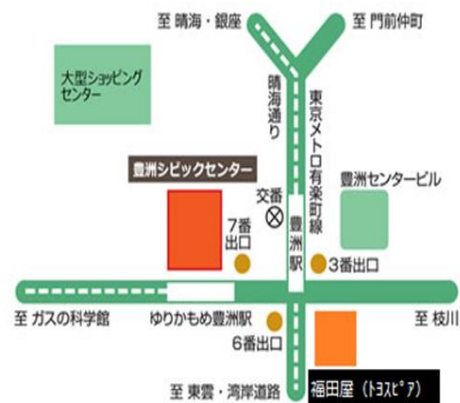 至 晴海・銀座
至 門前仲町
大型ショッピング
センター
晴海通り
東京メトロ有楽町線
豊洲シビックセンター
交番
豊洲駅
豊洲センタービル
7番
出口
3番出口
至 ガスの科学館
ゆりかもめ豊洲駅
至 枝川
6番出口
至 東雲・湾岸道路
福田屋（ﾄﾖｽﾋﾟｱ）